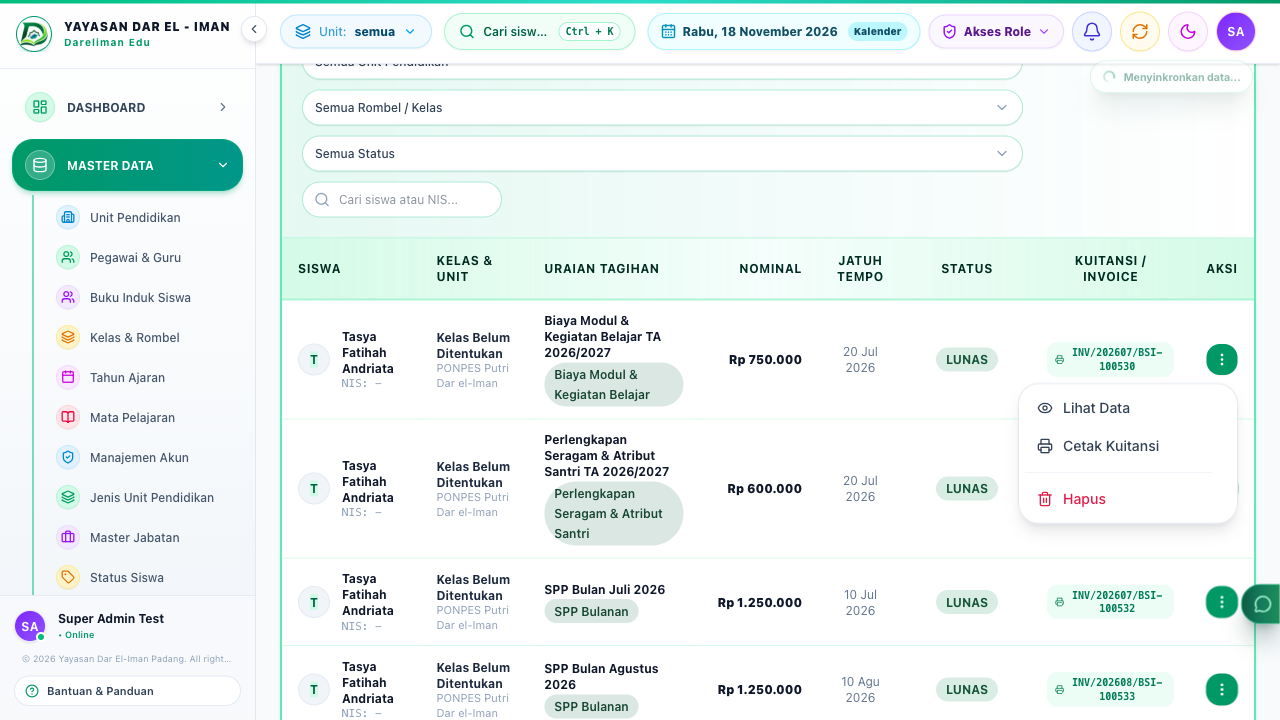 YAYASAN DAR EL - IMAN
Dareliman Edu
Unit: semua
Cari sisw...
Ctrl + K
Rabu, 18 November 2026
Kalender
Akses Role
SA
Menyinkronkan data...
DASHBOARD
MASTER DATA
Unit Pendidikan
Pegawai & Guru
Buku Induk Siswa
Kelas & Rombel
Tahun Ajaran
Mata Pelajaran
Manajemen Akun
Jenis Unit Pendidikan
Master Jabatan
Status Siswa
SA
Super Admin Test
• Online
© 2026 Yayasan Dar El-Iman Padang. All right...
Bantuan & Panduan
Semua Unit Pendidikan
Semua Rombel / Kelas
Semua Status
Cari siswa atau NIS...
SISWA
KELAS &
UNIT
URAIAN TAGIHAN
NOMINAL
JATUH
TEMPO
STATUS
KUITANSI /
INVOICE
AKSI
T
Tasya
Fatihah
Andriata
NIS: –
Kelas Belum
Ditentukan
PONPES Putri
Dar el-Iman
Biaya Modul &
Kegiatan Belajar TA
2026/2027
Biaya Modul &
Kegiatan Belajar
Rp 750.000
20 Jul
2026
LUNAS
INV/202607/BSI-
100530
Lihat Data
Cetak Kuitansi
Hapus
T
Tasya
Fatihah
Andriata
NIS: –
Kelas Belum
Ditentukan
PONPES Putri
Dar el-Iman
Perlengkapan
Seragam & Atribut
Santri TA 2026/2027
Perlengkapan
Seragam & Atribut
Santri
Rp 600.000
20 Jul
2026
LUNAS
T
Tasya
Fatihah
Andriata
NIS: –
Kelas Belum
Ditentukan
PONPES Putri
Dar el-Iman
SPP Bulan Juli 2026
SPP Bulanan
Rp 1.250.000
10 Jul
2026
LUNAS
INV/202607/BSI-
100532
T
Tasya
Fatihah
Andriata
NIS: –
Kelas Belum
Ditentukan
PONPES Putri
Dar el-Iman
SPP Bulan Agustus
2026
SPP Bulanan
Rp 1.250.000
10 Agu
2026
LUNAS
INV/202608/BSI-
100533